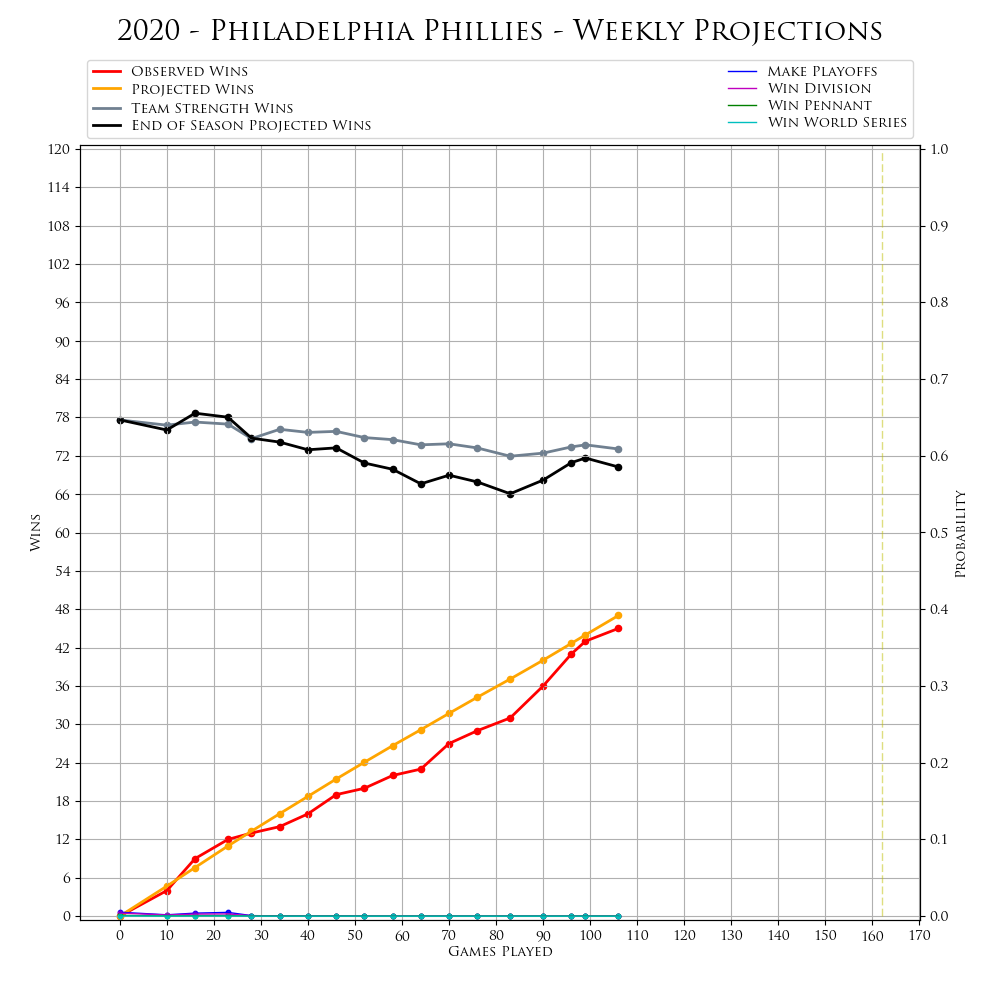 2020 - Philadelphia Phillies - Weekly Projections
Observed Wins
Projected Wins
Team Strength Wins
End of Season Projected Wins
Make Playoffs
Win Division
Win Pennant
Win World Series
120
114
108
102
96
90
84
78
72
66
60
54
48
42
36
30
24
18
12
6
0
Wins
1.0
0.9
0.8
0.7
0.6
0.5
0.4
0.3
0.2
0.1
0.0
Probability
0 10 20 30 40 50 60 70 80 90 100 110 120 130 140 150 160 170
Games Played